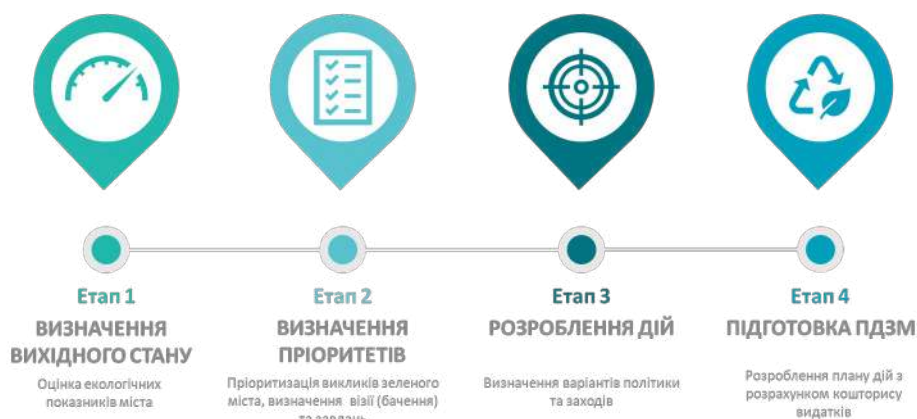 Етап 1
ВИЗНАЧЕННЯ
ВИХІДНОГО СТАНУ
Оцінка екологічних
показників міста
Етап 2
ВИЗНАЧЕННЯ
ПРІОРИТЕТІВ
Пріоритизація викликів зеленого
міста, визначення візії (бачення)
та завдань
Етап 3
РОЗРОБЛЕННЯ ДІЙ
Визначення варіантів політики
та заходів
Етап 4
ПІДГОТОВКА ПДЗМ
Розроблення плану дій з
розрахунком кошторису
видатків